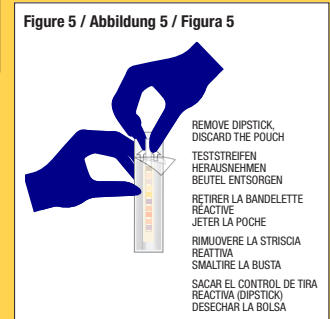 Figure 5 / Abbildung 5 / Figura 5
REMOVE DIPSTICK,
DISCARD THE POUCH
TESTSTREIFEN
HERAUSNEHMEN
BEUTEL ENTSORGEN
RETIRER LA BANDELETTE
RÉACTIVE
JETER LA POCHE
RIMUOVERE LA STRISCIA
REATTIVA
SMALTIRE LA BUSTA
SACAR EL CONTROL DE TIRA
REACTIVA (DIPSTICK)
DESECHAR LA BOLSA